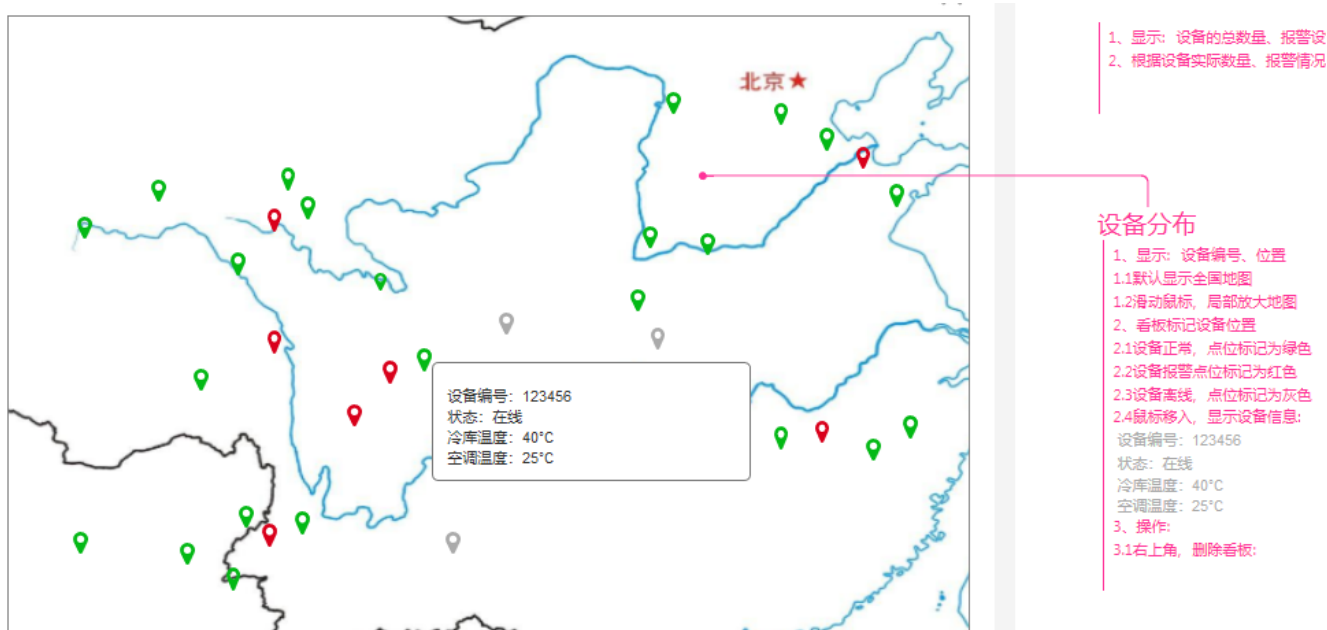 北京★
设备编号：123456
状态：在线
冷库温度：40°C
空调温度：25°C
1、显示：设备的总数量、报警设
2、根据设备实际数量、报警情况
设备分布
1、显示：设备编号、位置
1.1默认显示全国地图
1.2滑动鼠标，局部放大地图
2、看板标记设备位置
2.1设备正常，点位标记为绿色
2.2设备报警点位标记为红色
2.3设备离线，点位标记为灰色
2.4鼠标移入，显示设备信息:
设备编号：123456
状态：在线
冷库温度：40°C
空调温度：25°C
3、操作:
3.1右上角，删除看板: